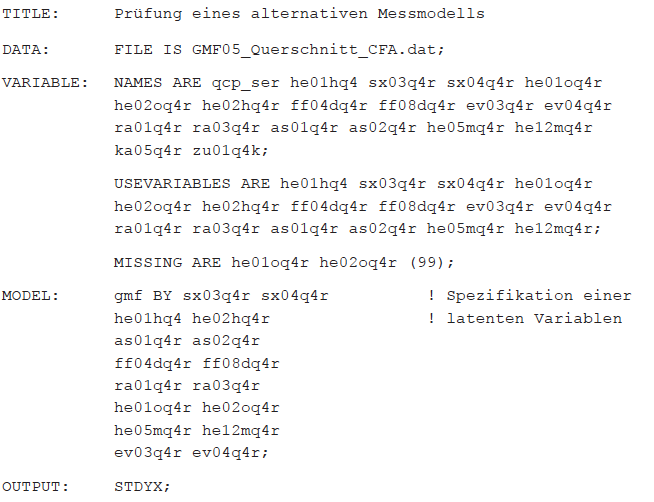 TITLE: Prüfung eines alternativen Messmodells
DATA: FILE IS GMF05_Querschnitt_CFA.dat;
VARIABLE: NAMES ARE qcp_ser he01hq4 sx03q4r sx04q4r he01oq4r
he02oq4r he02hq4r ff04dq4r ff08dq4r ev03q4r ev04q4r
ra01q4r ra03q4r as01q4r as02q4r he05mq4r he12mq4r
ka05q4r zu01q4k;
USEVARIABLES ARE he01hq4 sx03q4r sx04q4r he01oq4r
he02oq4r he02hq4r ff04dq4r ff08dq4r ev03q4r ev04q4r
ra01q4r ra03q4r as01q4r as02q4r he05mq4r he12mq4r;
MISSING ARE he01oq4r he02oq4r (99);
MODEL: gmf BY sx03q4r sx04q4r ! Spezifikation einer
he01hq4 he02hq4r ! latenten Variablen
as01q4r as02q4r
ff04dq4r ff08dq4r
ra01q4r ra03q4r
he01oq4r he02oq4r
he05mq4r he12mq4r
ev03q4r ev04q4r;
OUTPUT: STDYX;